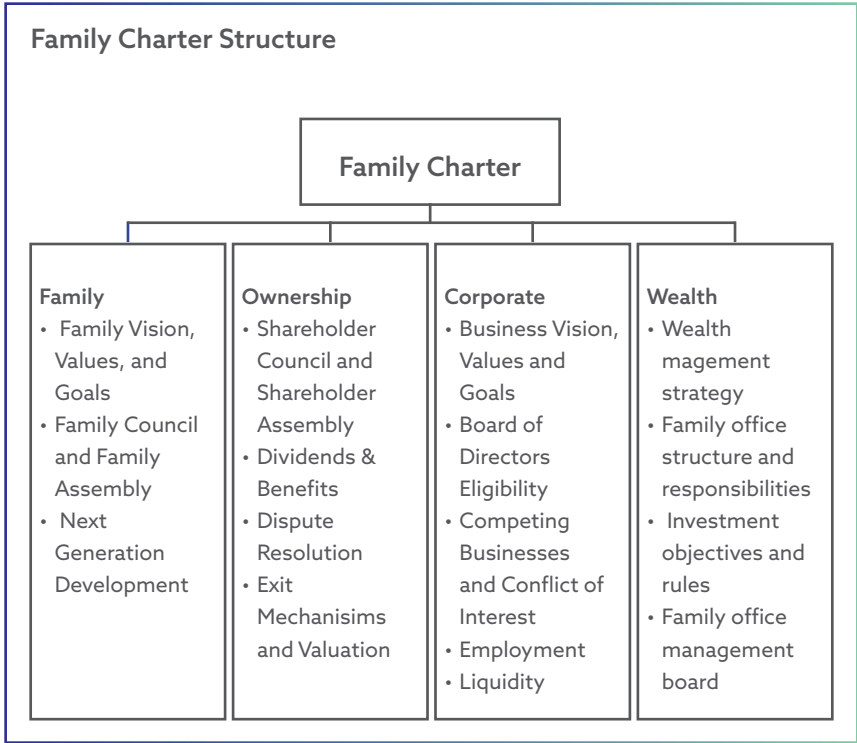 Family Charter Structure
Family Charter
Family
• Family Vision,
Values, and
Goals
• Family Council
and Family
Assembly
• Next
Generation
Development
Ownership
• Shareholder
Council and
Shareholder
Assembly
• Dividends &
Benefits
• Dispute
Resolution
• Exit
Mechanisims
and Valuation
Corporate
• Business Vision,
Values and
Goals
• Board of
Directors
Eligibility
• Competing
Businesses
and Conflict of
Interest
• Employment
• Liquidity
Wealth
• Wealth
magement
strategy
• Family office
structure and
responsibilities
• Investment
objectives and
rules
• Family office
management
board